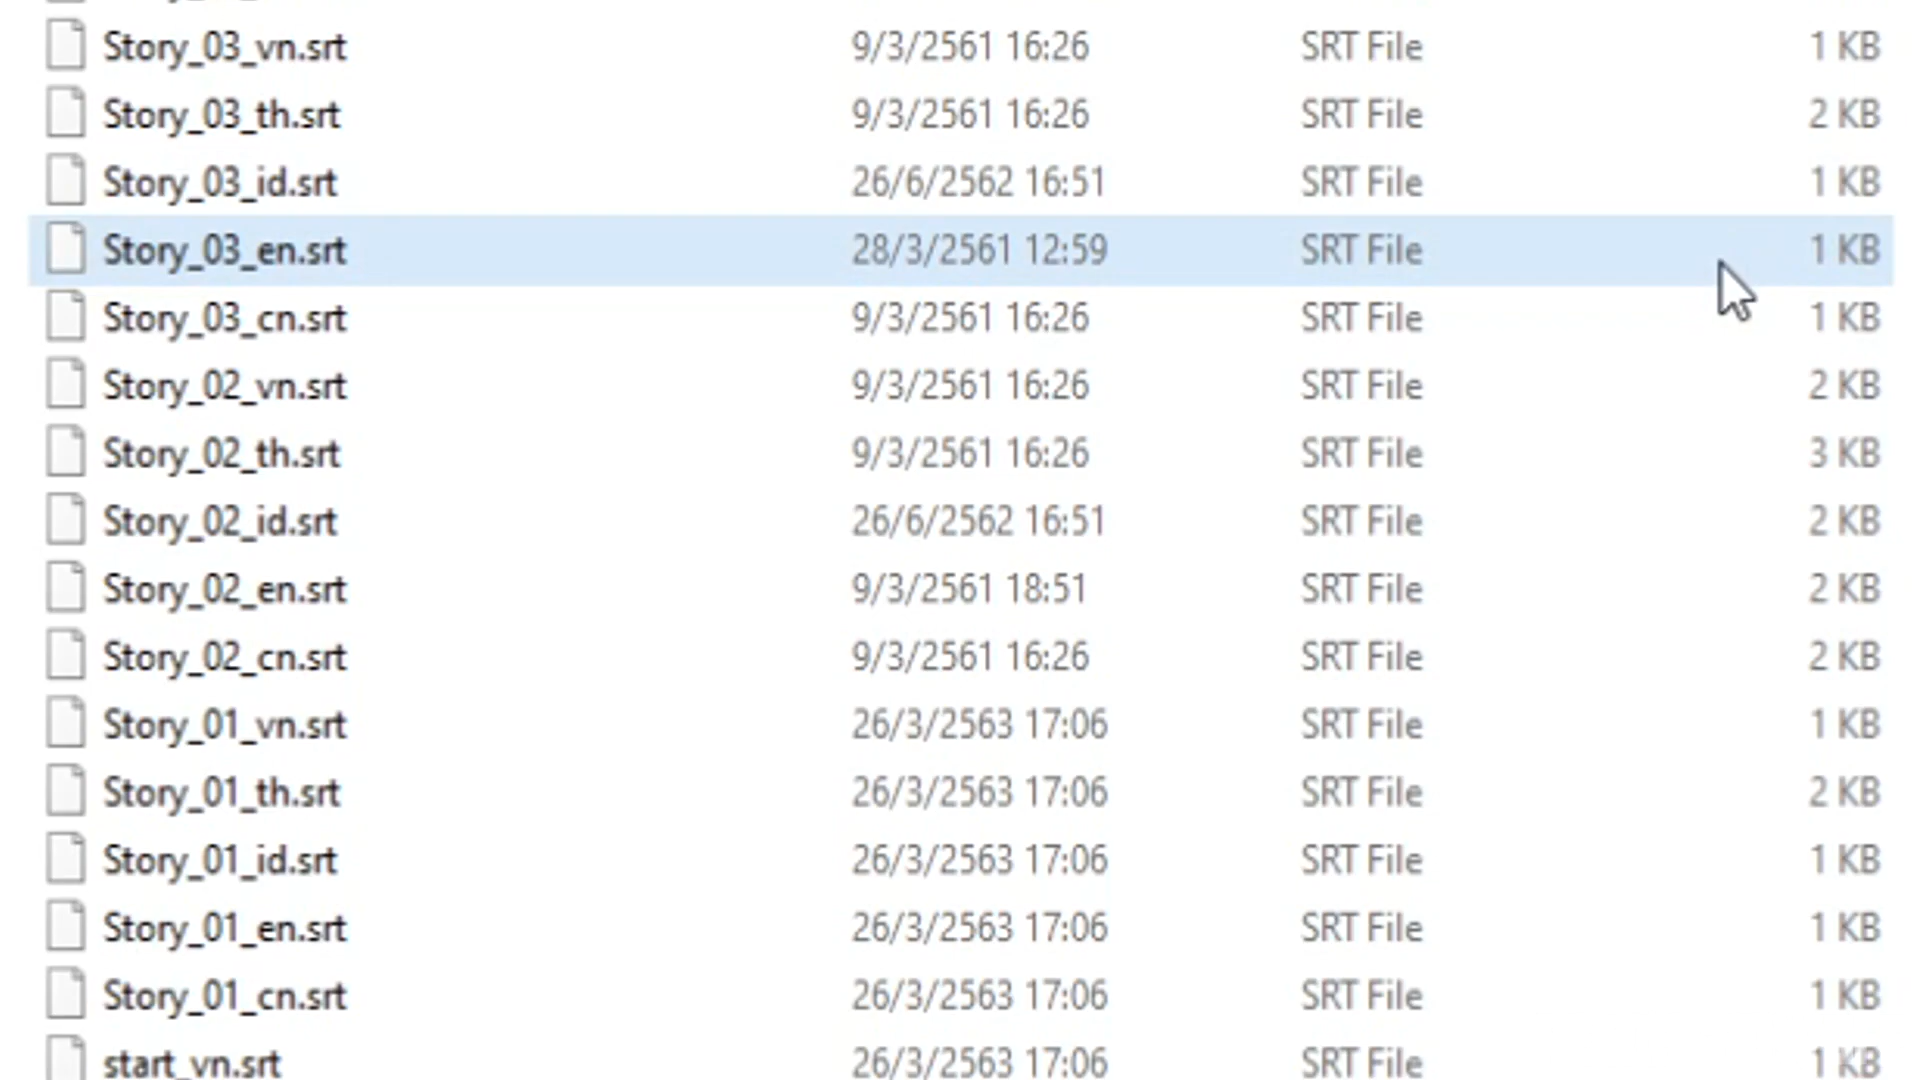 Story_03_vn.srt 9/3/2561 16:26 SRT File 1 KB
Story_03_th.srt 9/3/2561 16:26 SRT File 2 KB
Story_03_id.srt 26/6/2562 16:51 SRT File 1 KB
Story_03_en.srt 28/3/2561 12:59 SRT File 1 KB
Story_03_cn.srt 9/3/2561 16:26 SRT File 1 KB
Story_02_vn.srt 9/3/2561 16:26 SRT File 2 KB
Story_02_th.srt 9/3/2561 16:26 SRT File 3 KB
Story_02_id.srt 26/6/2562 16:51 SRT File 2 KB
Story_02_en.srt 9/3/2561 18:51 SRT File 2 KB
Story_02_cn.srt 9/3/2561 16:26 SRT File 2 KB
Story_01_vn.srt 26/3/2563 17:06 SRT File 1 KB
Story_01_th.srt 26/3/2563 17:06 SRT File 2 KB
Story_01_id.srt 26/3/2563 17:06 SRT File 1 KB
Story_01_en.srt 26/3/2563 17:06 SRT File 1 KB
Story_01_cn.srt 26/3/2563 17:06 SRT File 1 KB
start_vn.srt 26/3/2563 17:06 SRT File 1 KB